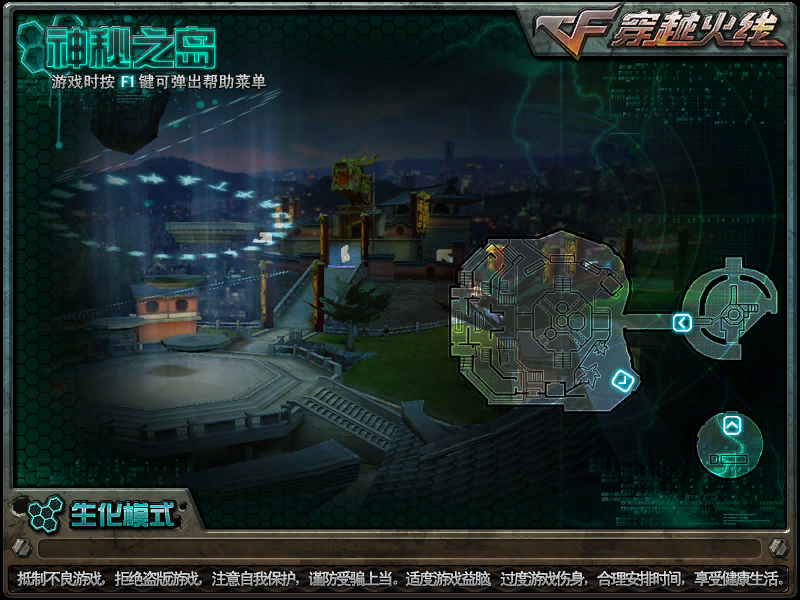 神秘之岛
游戏时按 F1 键可弹出帮助菜单
CF 穿越火线
生化模式
抵制不良游戏，拒绝盗版游戏，注意自我保护，谨防受骗上当。适度游戏益脑 过度游戏伤身，合理安排时间，享受健康生活。